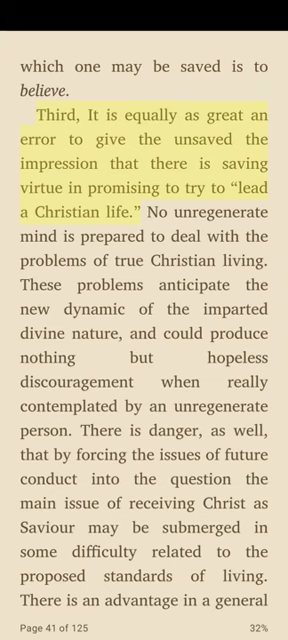 which one may be saved is to
believe.
Third, It is equally as great an
error to give the unsaved the
impression that there is saving
virtue in promising to try to “lead
a Christian life.” No unregenerate
mind is prepared to deal with the
problems of true Christian living.
These problems anticipate the
new dynamic of the imparted
divine nature, and could produce
nothing but hopeless
discouragement when really
contemplated by an unregenerate
person. There is danger, as well,
that by forcing the issues of future
conduct into the question the
main issue of receiving Christ as
Saviour may be submerged in
some difficulty related to the
proposed standards of living.
There is an advantage in a general
Page 41 of 125 32%